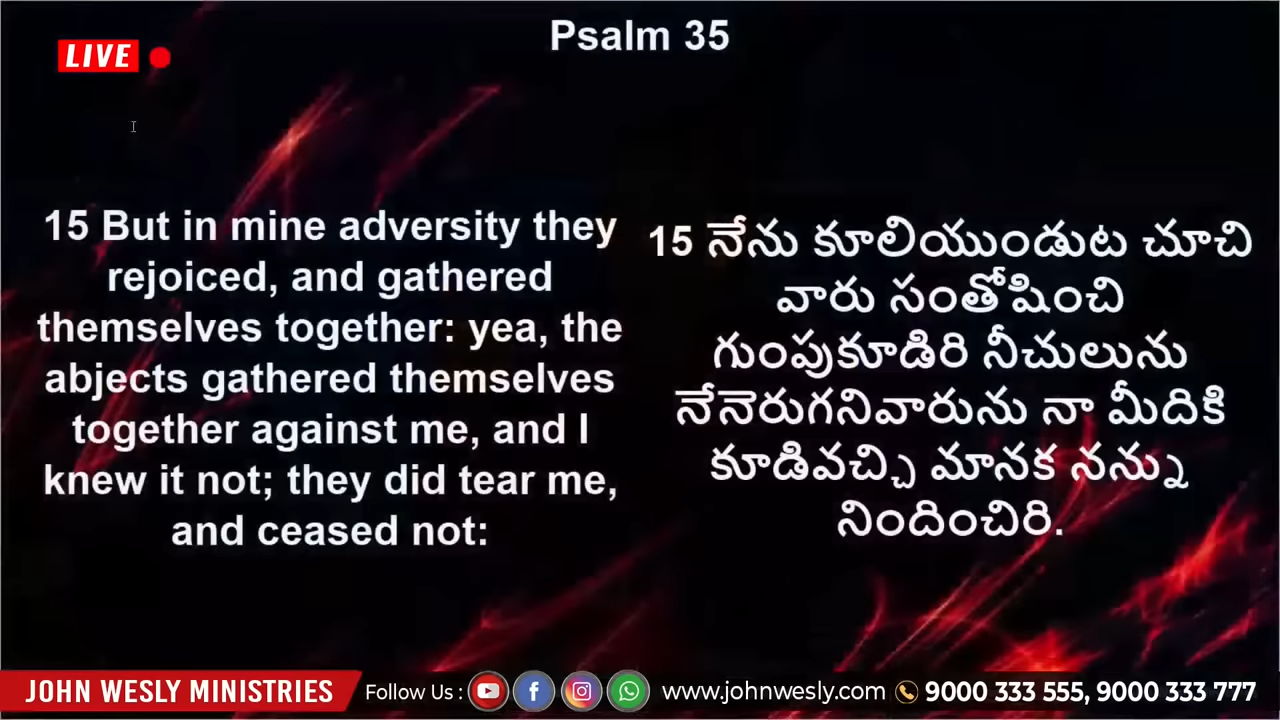 Psalm 35
LIVE
15 But in mine adversity they
rejoiced, and gathered
themselves together: yea, the
abjects gathered themselves
together against me, and I
knew it not; they did tear me,
and ceased not:
15 నేను కూలియుండుట చూచి
వారు సంతోషించి
గుంపుకూడిరి నీచులును
నేనెరుగనివారును నా మీదికి
కూడివచ్చి మానక నన్ను
నిందించిరి.
JOHN WESLY MINISTRIES Follow Us : www.johnwesly.com 9000 333 555, 9000 333 777